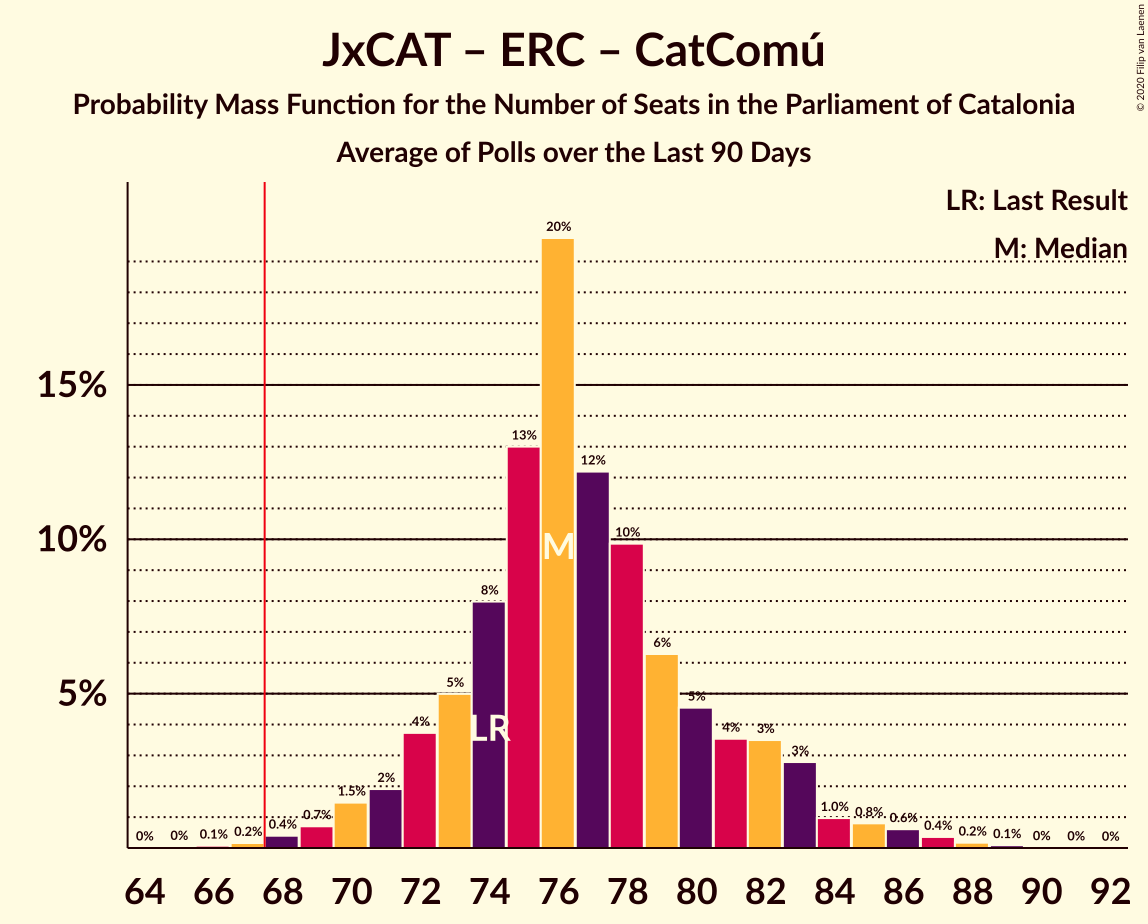 JxCAT – ERC – CatComú
Probability Mass Function for the Number of Seats in the Parliament of Catalonia
Average of Polls over the Last 90 Days
© 2020 Filip van Laenen
LR: Last Result
M: Median
15%
10%
5%
0% 0% 0.1% 0.2% 0.4% 0.7% 1.5% 2% 4% 5% 8% 13% 20% 12% 10% 6% 5% 4% 3% 3% 1.0% 0.8% 0.6% 0.4% 0.2% 0.1% 0% 0% 0%
M
LR
64 66 68 70 72 74 76 78 80 82 84 86 88 90 92